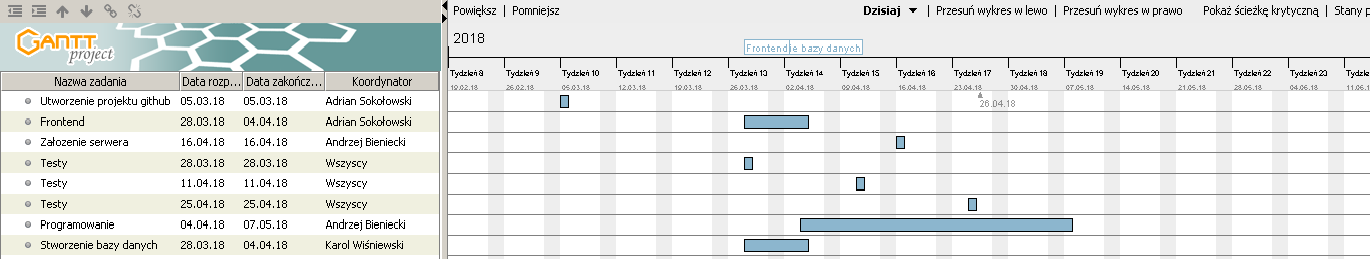 Powiększ | Pomniejsz
Dzisiaj | Przesuń wykres w lewo | Przesuń wykres w prawo Pokaż ścieżkę krytyczną | Stany p
GANTT
project
2018
Frontend ie bazy danych
Nazwa zadania Data rozp... Data zakończ... Koordynator
Tydzień 8 Tydzień 9 Tydzień 10 Tydzień 11 Tydzień 12 Tydzień 13 Tydzień 14 Tydzień 15 Tydzień 16 Tydzień 17 Tydzień 18 Tydzień 19 Tydzień 20 Tydzień 21 Tydzień 22 Tydzień 23 Tydzień
19.02.18 26.02.18 05.03.18 12.03.18 19.03.18 26.03.18 02.04.18 09.04.18 16.04.18 23.04.18 30.04.18 07.05.18 14.05.18 21.05.18 28.05.18 04.06.18 11.06.1
26.04.18
Utworzenie projektu github 05.03.18 05.03.18 Adrian Sokołowski
Frontend 28.03.18 04.04.18 Adrian Sokołowski
Założenie serwera 16.04.18 16.04.18 Andrzej Bieniecki
Testy 28.03.18 28.03.18 Wszyscy
Testy 11.04.18 11.04.18 Wszyscy
Testy 25.04.18 25.04.18 Wszyscy
Programowanie 04.04.18 07.05.18 Andrzej Bieniecki
Stworzenie bazy danych 28.03.18 04.04.18 Karol Wiśniewski